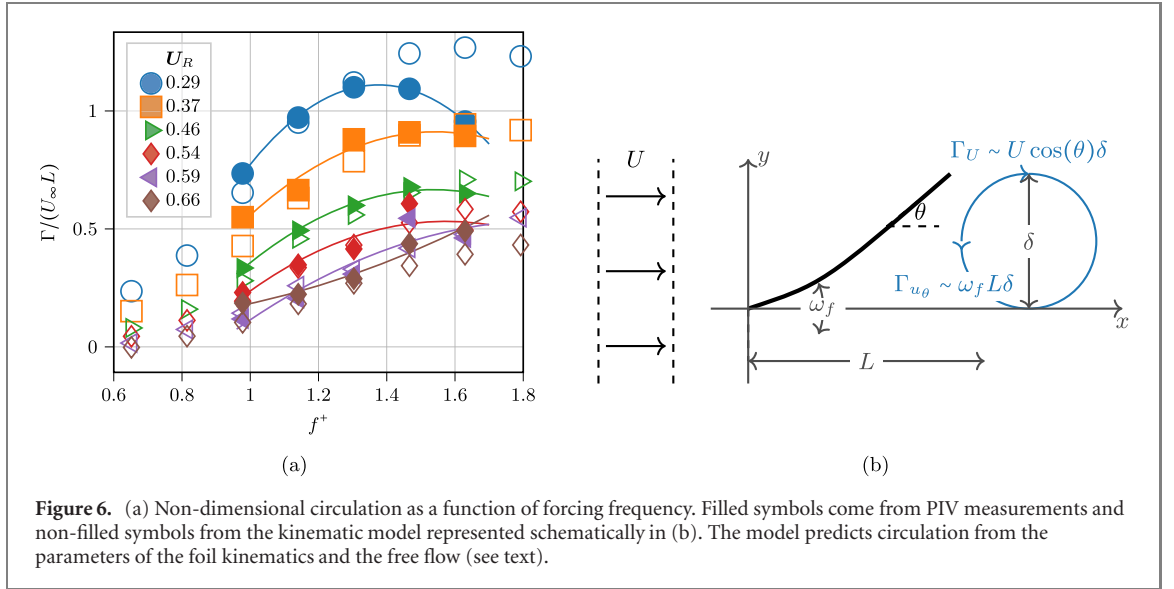 U_R
0.29
0.37
0.46
0.54
0.59
0.66
1
0.5
0
Γ/(U∞L)
0.6 0.8 1 1.2 1.4 1.6 1.8
f⁺
(a)
U
y
Γ_U ~ U cos(θ)δ
θ
δ
Γ_{u_θ} ~ ω_f Lδ
ω_f
x
L
(b)
Figure 6. (a) Non-dimensional circulation as a function of forcing frequency. Filled symbols come from PIV measurements and
non-filled symbols from the kinematic model represented schematically in (b). The model predicts circulation from the
parameters of the foil kinematics and the free flow (see text).